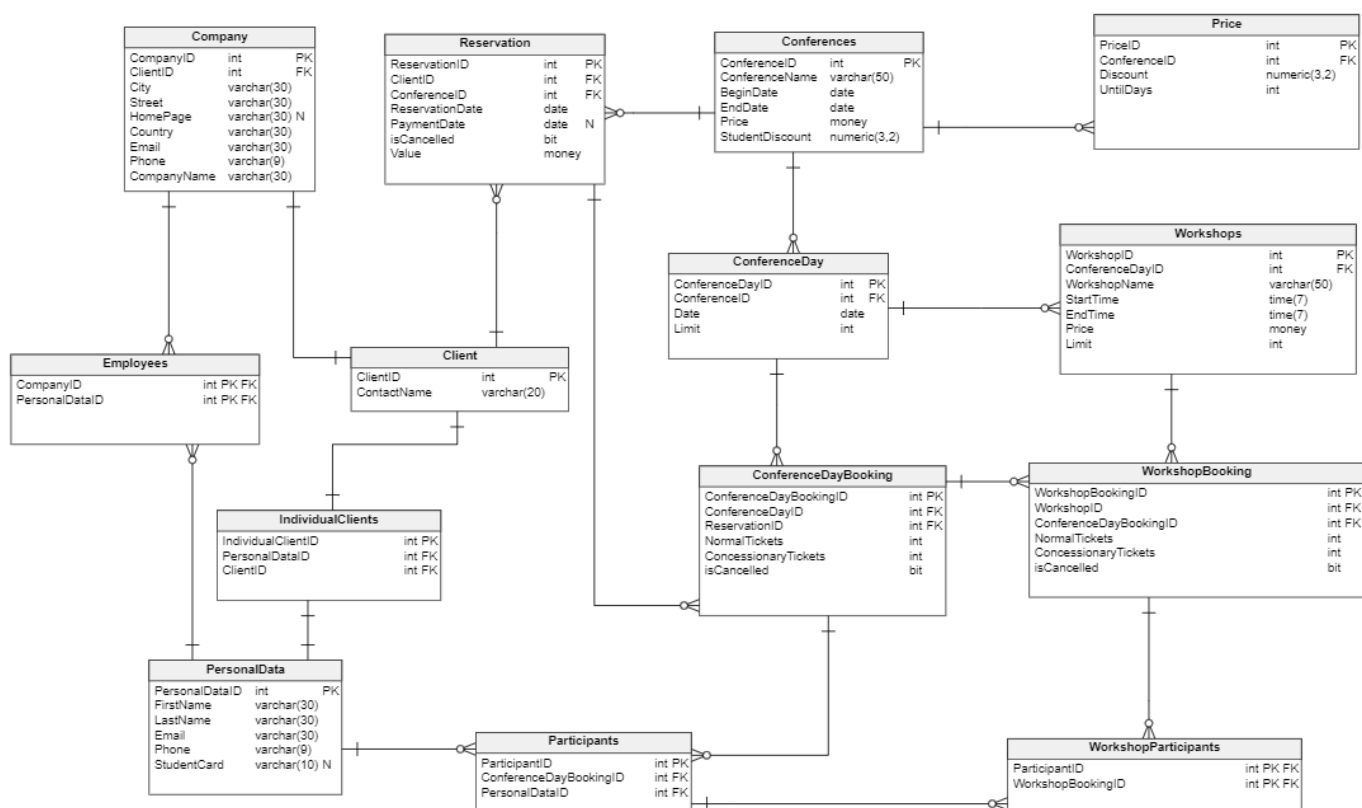 Company
CompanyID int PK
ClientID int FK
City varchar(30)
Street varchar(30)
HomePage varchar(30) N
Country varchar(30)
Email varchar(30)
Phone varchar(9)
CompanyName varchar(30)
Reservation
ReservationID int PK
ClientID int FK
ConferenceID int FK
ReservationDate date
PaymentDate date N
isCancelled bit
Value money
Conferences
ConferenceID int PK
ConferenceName varchar(50)
BeginDate date
EndDate date
Price money
StudentDiscount numeric(3,2)
Price
PriceID int PK
ConferenceID int FK
Discount numeric(3,2)
UntilDays int
ConferenceDay
ConferenceDayID int PK
ConferenceID int FK
Date date
Limit int
Workshops
WorkshopID int PK
ConferenceDayID int FK
WorkshopName varchar(50)
StartTime time(7)
EndTime time(7)
Price money
Limit int
Employees
CompanyID int PK FK
PersonalDataID int PK FK
Client
ClientID int PK
ContactName varchar(20)
IndividualClients
IndividualClientID int PK
PersonalDataID int FK
ClientID int FK
ConferenceDayBooking
ConferenceDayBookingID int PK
ConferenceDayID int FK
ReservationID int FK
NormalTickets int
ConcessionaryTickets int
isCancelled bit
WorkshopBooking
WorkshopBookingID int PK
WorkshopID int FK
ConferenceDayBookingID int FK
NormalTickets int
ConcessionaryTickets int
isCancelled bit
PersonalData
PersonalDataID int PK
FirstName varchar(30)
LastName varchar(30)
Email varchar(30)
Phone varchar(9)
StudentCard varchar(10) N
Participants
ParticipantID int PK
ConferenceDayBookingID int FK
PersonalDataID int FK
WorkshopParticipants
ParticipantID int PK FK
WorkshopBookingID int PK FK